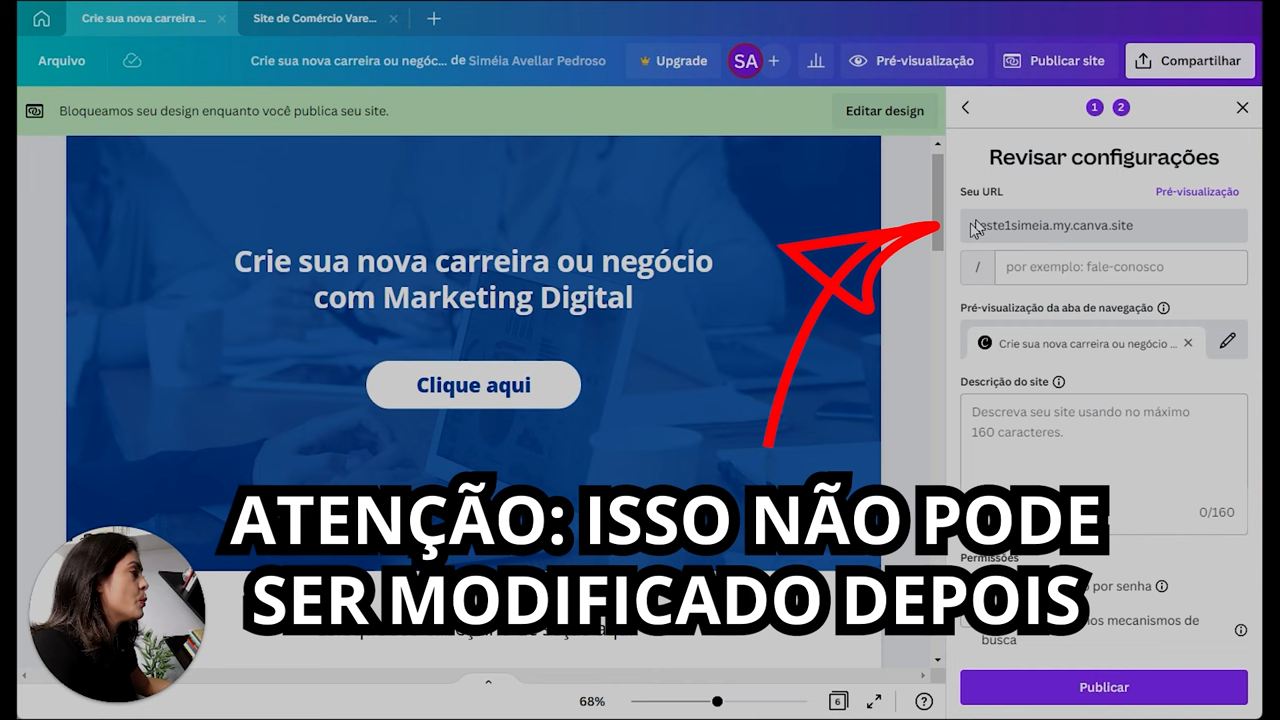 Crie sua nova carreira ...
Site de Comércio Vare...
Arquivo
Crie sua nova carreira ou negóc... de Siméia Avellar Pedroso
Upgrade
SA
Pré-visualização
Publicar site
Compartilhar
Bloqueamos seu design enquanto você publica seu site.
Editar design
1 2
Revisar configurações
Seu URL
Pré-visualização
este1simeia.my.canva.site
/ por exemplo: fale-conosco
Pré-visualização da aba de navegação
Crie sua nova carreira ou negócio ...
Descrição do site
Descreva seu site usando no máximo
160 caracteres.
0/160
Permissões
por senha
mecanismos de
busca
Publicar
Crie sua nova carreira ou negócio
com Marketing Digital
Clique aqui
ATENÇÃO: ISSO NÃO PODE
SER MODIFICADO DEPOIS
68%
6